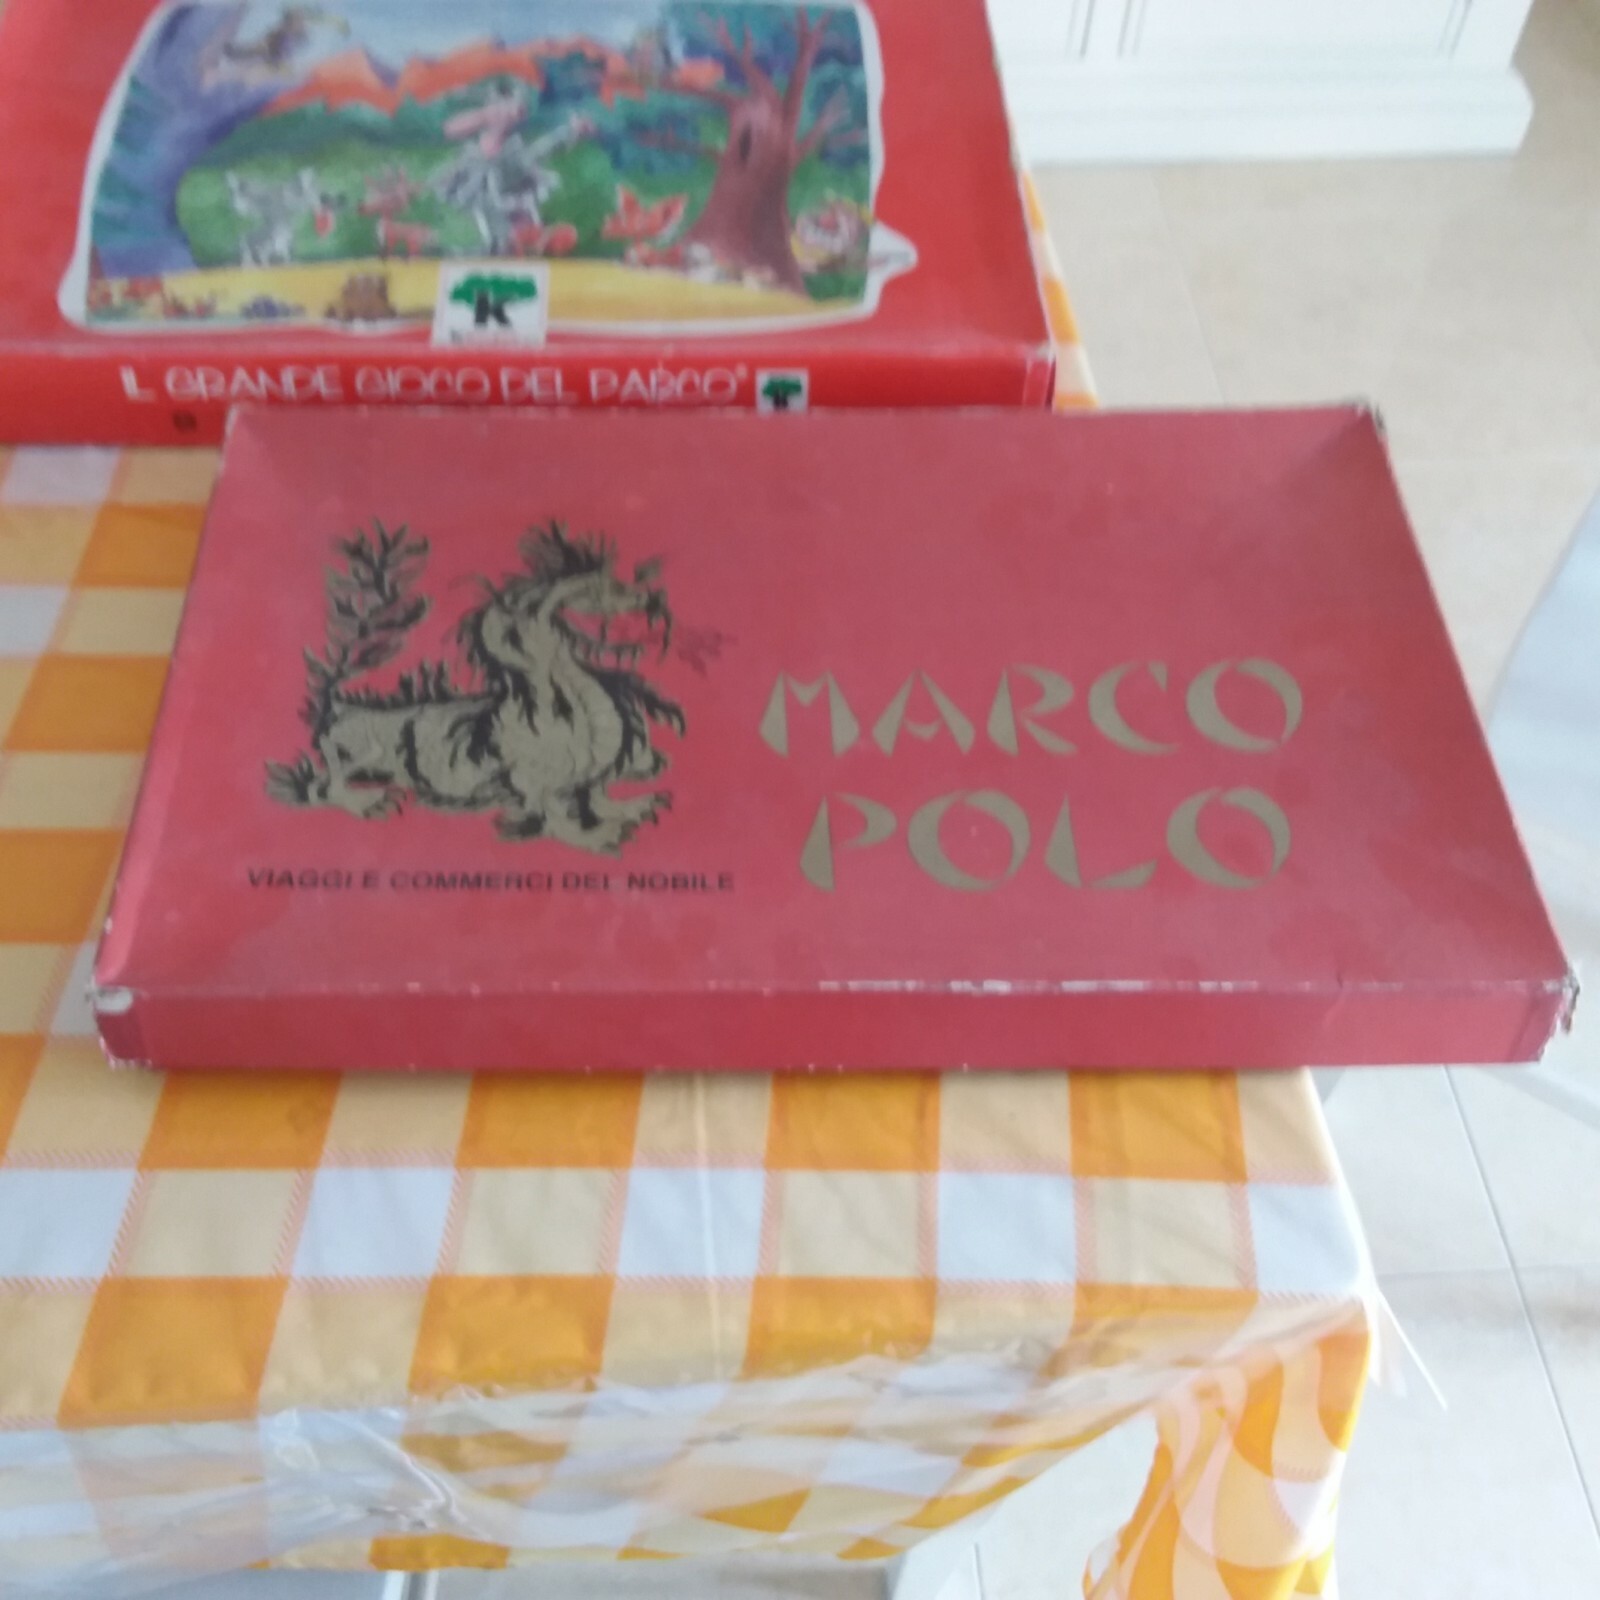 K
IL GRANDE GIOCO DEL PARCO
MARCO
POLO
VIAGGI E COMMERCI DEL NOBILE